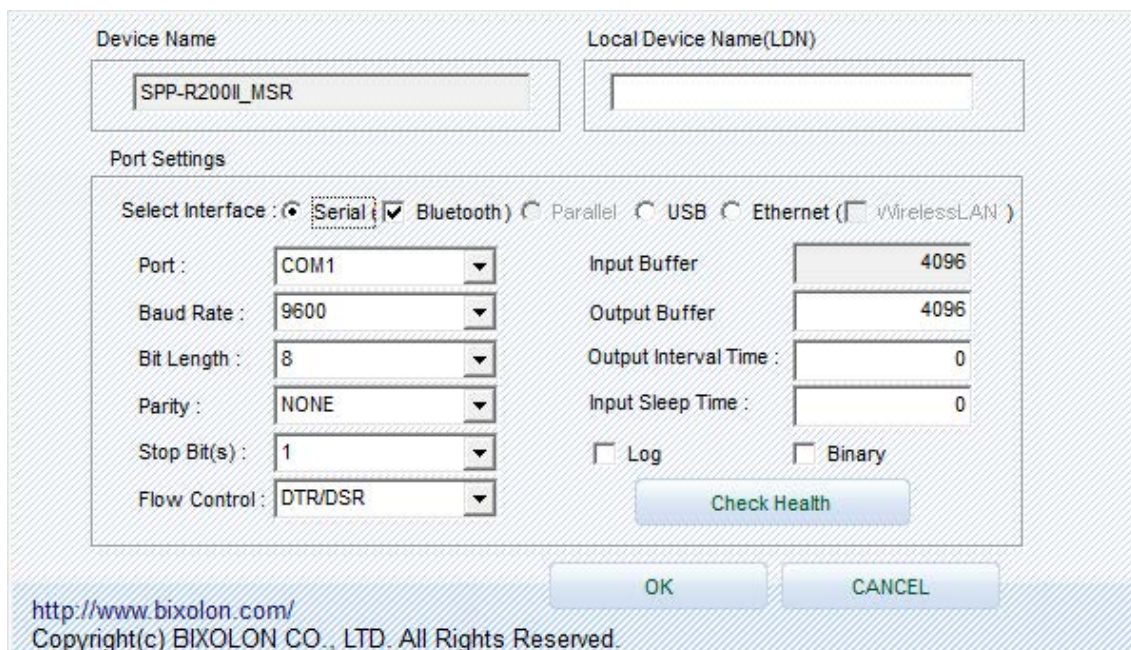 Device Name
Local Device Name(LDN)
SPP-R200II_MSR
Port Settings
Select Interface : Serial ( Bluetooth ) Parallel USB Ethernet ( WirelessLAN )
Port : COM1 Input Buffer 4096
Baud Rate : 9600 Output Buffer 4096
Bit Length : 8 Output Interval Time : 0
Parity : NONE Input Sleep Time : 0
Stop Bit(s) : 1 Log Binary
Flow Control : DTR/DSR Check Health
OK CANCEL
http://www.bixolon.com/
Copyright(c) BIXOLON CO., LTD. All Rights Reserved.